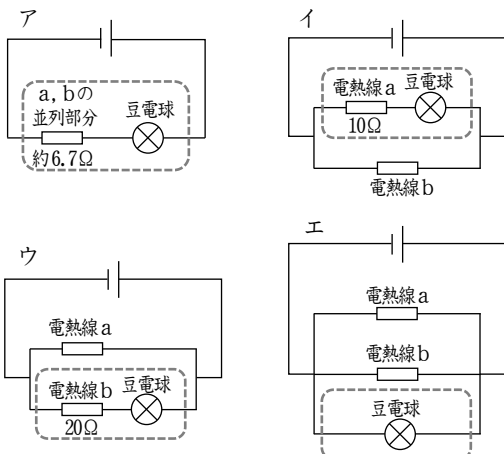 ア
a,bの
並列部分
豆電球
約6.7Ω
イ
電熱線a 豆電球
10Ω
電熱線b
ウ
電熱線a
電熱線b 豆電球
20Ω
エ
電熱線a
電熱線b
豆電球